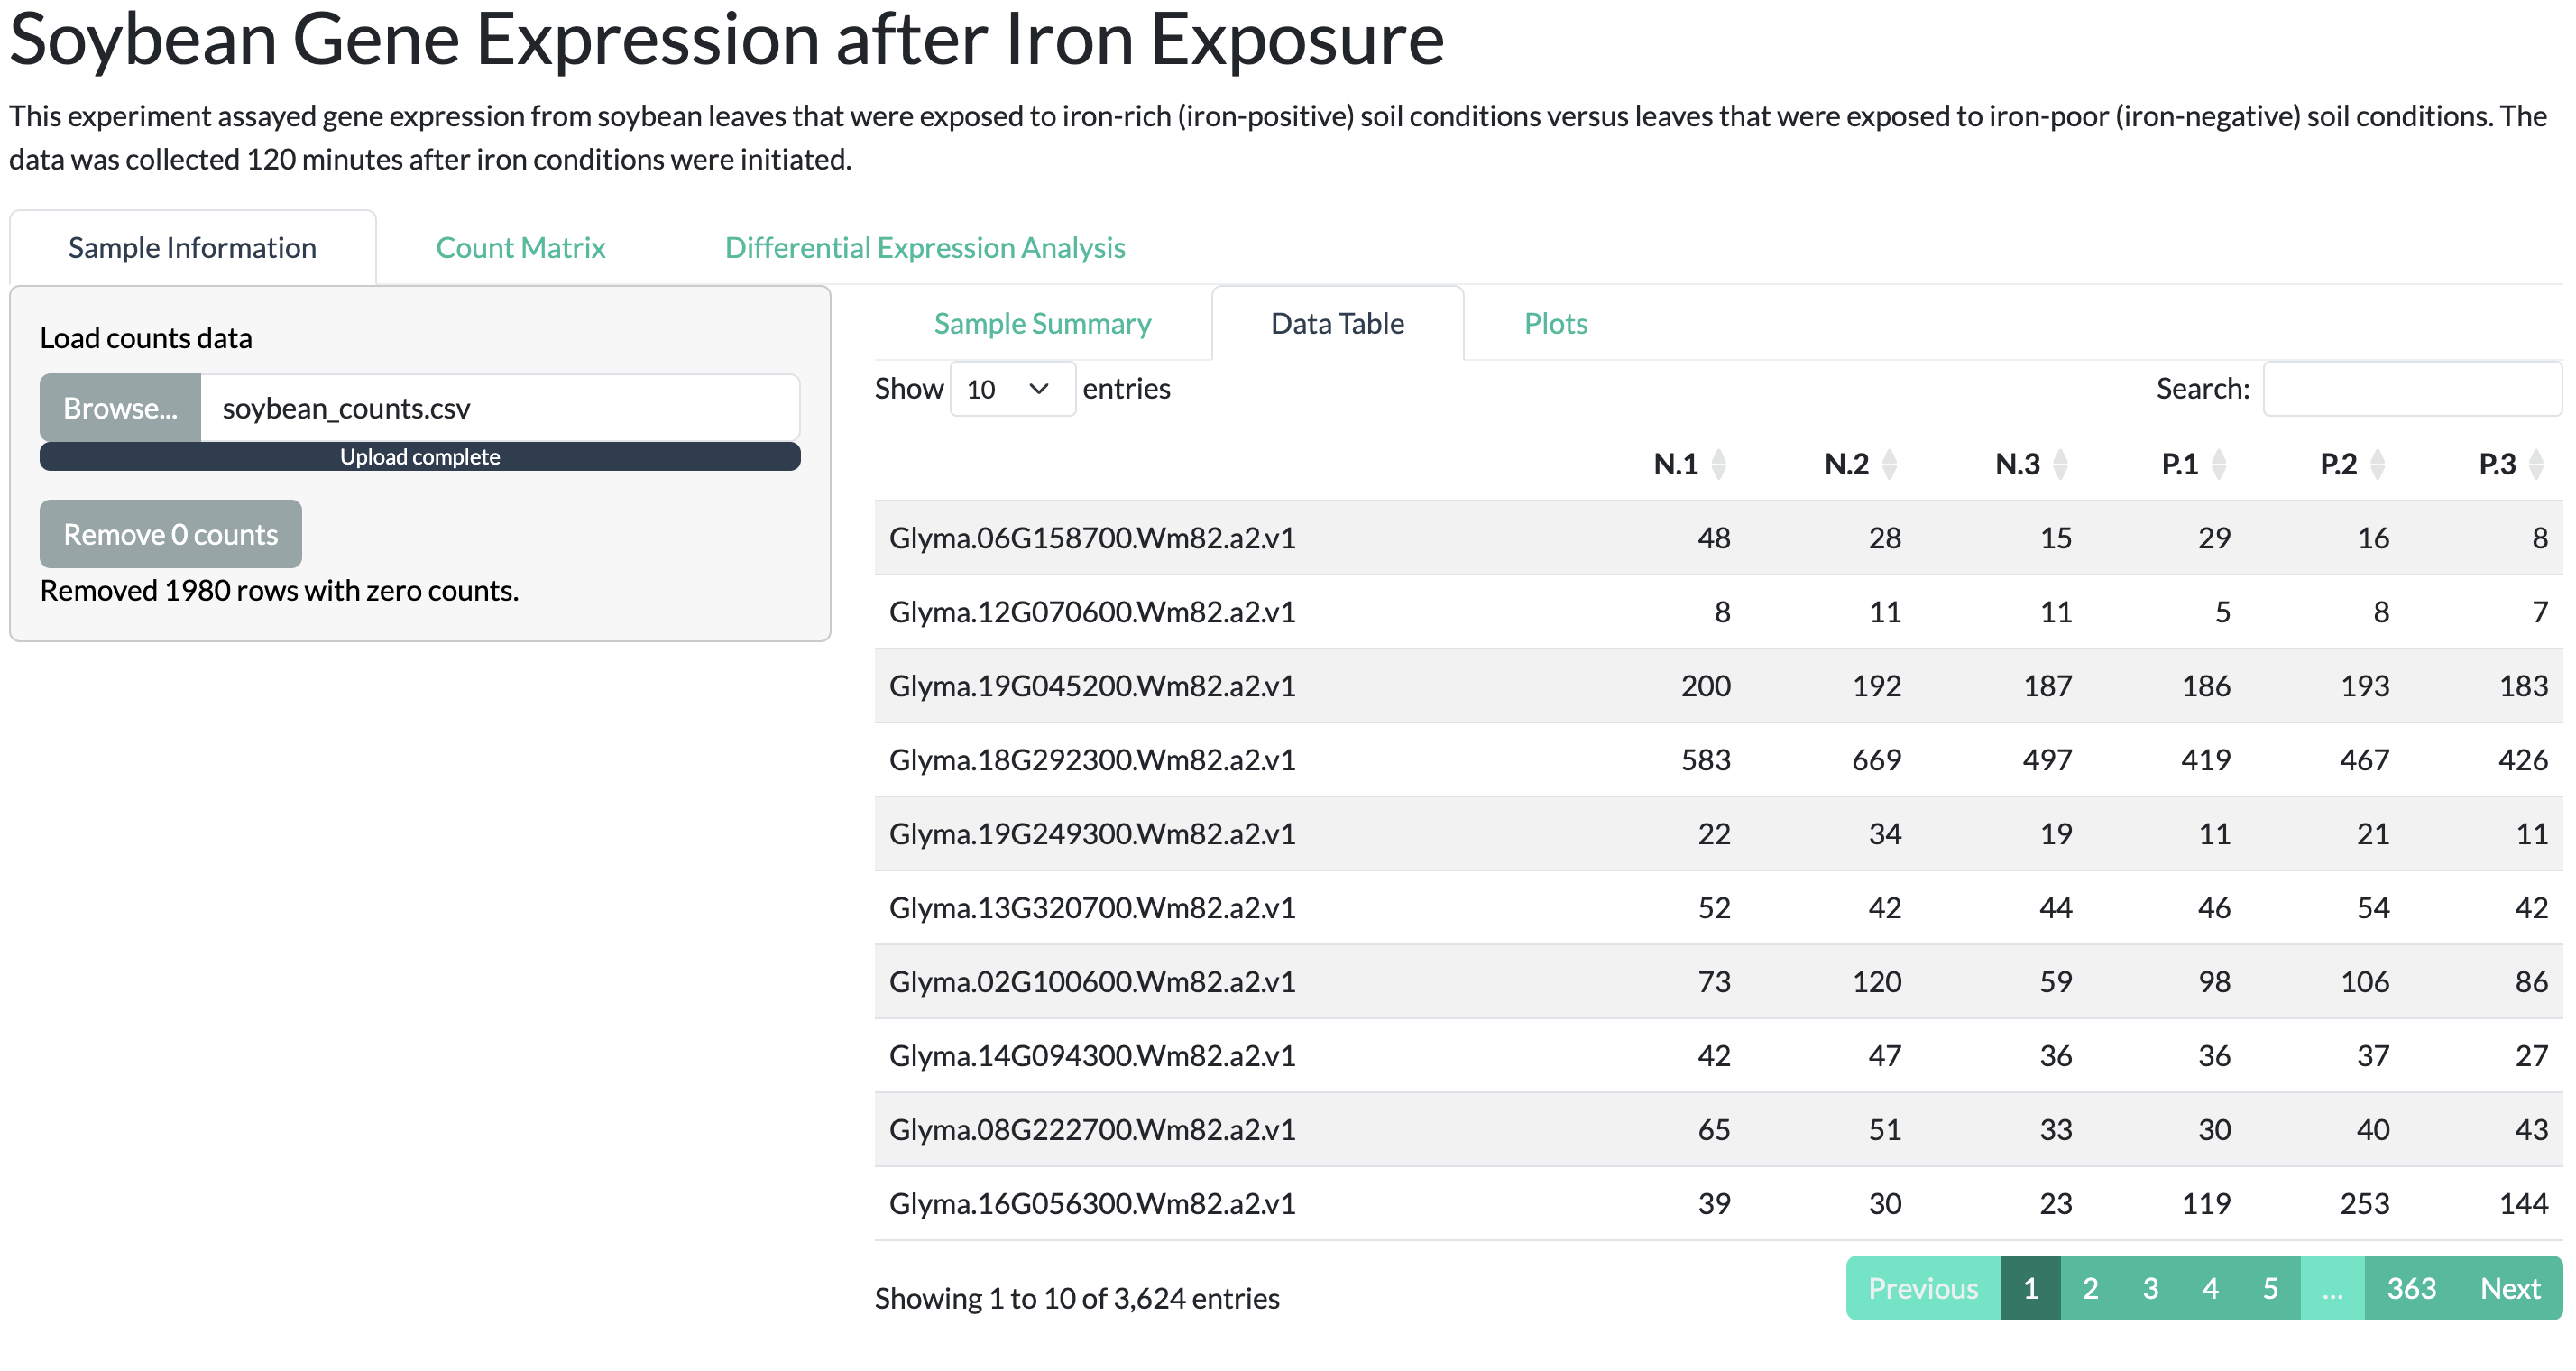 Soybean Gene Expression after Iron Exposure
This experiment assayed gene expression from soybean leaves that were exposed to iron-rich (iron-positive) soil conditions versus leaves that were exposed to iron-poor (iron-negative) soil conditions. The
data was collected 120 minutes after iron conditions were initiated.
Sample Information Count Matrix Differential Expression Analysis
Load counts data
Browse... soybean_counts.csv
Upload complete
Remove 0 counts
Removed 1980 rows with zero counts.
Sample Summary Data Table Plots
Show 10 entries Search:
N.1 N.2 N.3 P.1 P.2 P.3
Glyma.06G158700.Wm82.a2.v1 48 28 15 29 16 8
Glyma.12G070600.Wm82.a2.v1 8 11 11 5 8 7
Glyma.19G045200.Wm82.a2.v1 200 192 187 186 193 183
Glyma.18G292300.Wm82.a2.v1 583 669 497 419 467 426
Glyma.19G249300.Wm82.a2.v1 22 34 19 11 21 11
Glyma.13G320700.Wm82.a2.v1 52 42 44 46 54 42
Glyma.02G100600.Wm82.a2.v1 73 120 59 98 106 86
Glyma.14G094300.Wm82.a2.v1 42 47 36 36 37 27
Glyma.08G222700.Wm82.a2.v1 65 51 33 30 40 43
Glyma.16G056300.Wm82.a2.v1 39 30 23 119 253 144
Showing 1 to 10 of 3,624 entries
Previous 1 2 3 4 5 ... 363 Next